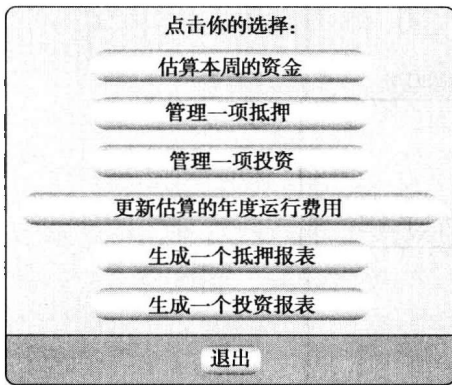 点击你的选择：
估算本周的资金
管理一项抵押
管理一项投资
更新估算的年度运行费用
生成一个抵押报表
生成一个投资报表
退出